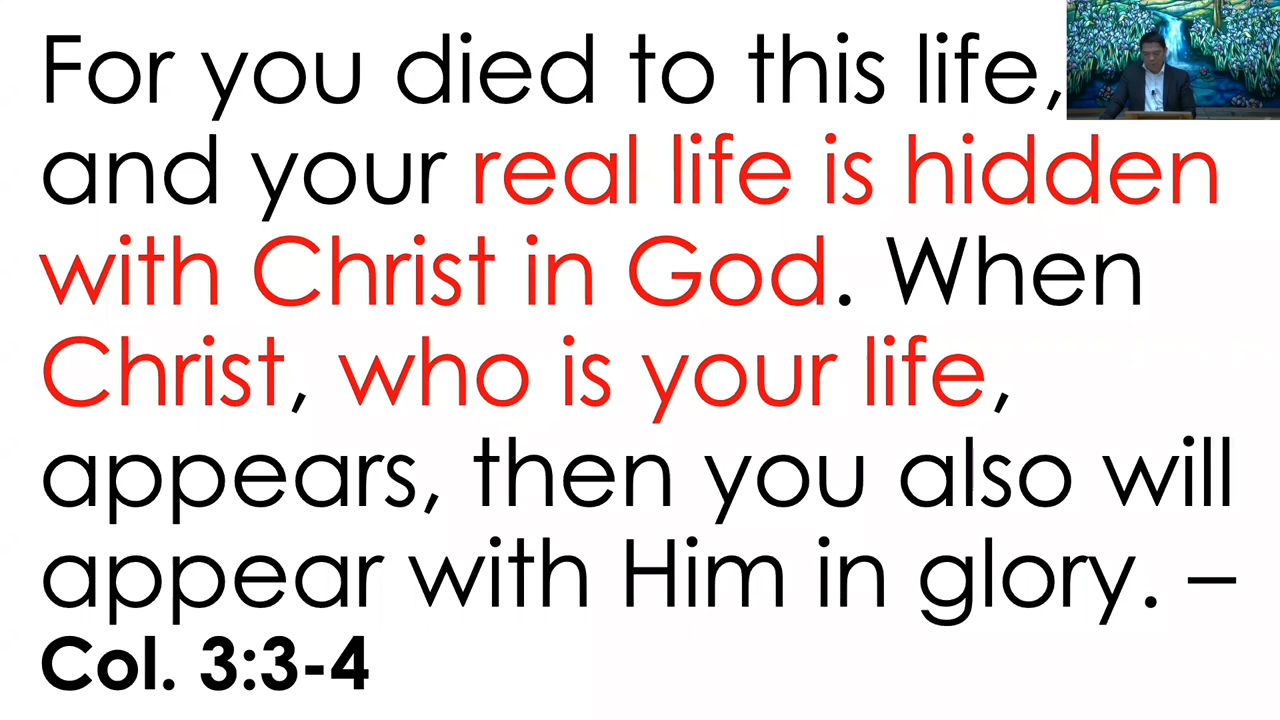 For you died to this life,
and your real life is hidden
with Christ in God. When
Christ, who is your life,
appears, then you also will
appear with Him in glory. –
Col. 3:3-4